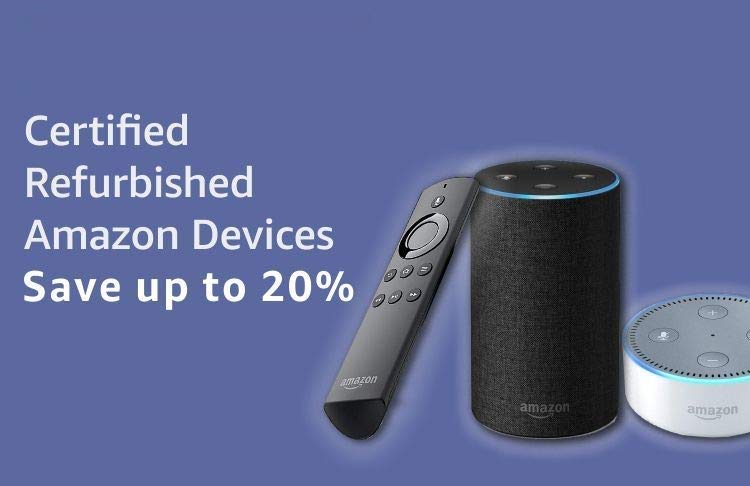 Certified
Refurbished
Amazon Devices
Save up to 20%
amazon
amazon
amazon